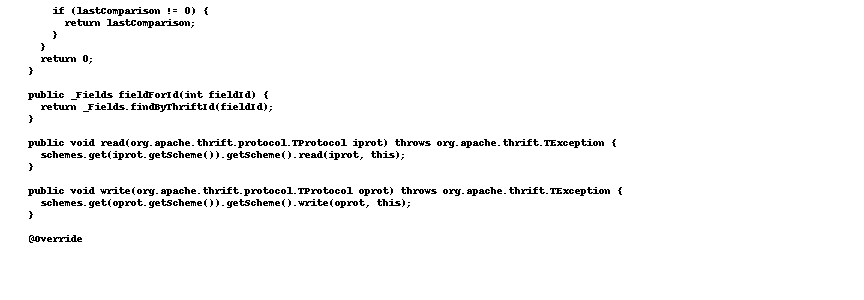 if (lastComparison != 0) {
return lastComparison;
}
}
return 0;
}
public _Fields fieldForId(int fieldId) {
return _Fields.findByThriftId(fieldId);
}
public void read(org.apache.thrift.protocol.TProtocol iprot) throws org.apache.thrift.TException {
schemes.get(iprot.getScheme()).getScheme().read(iprot, this);
}
public void write(org.apache.thrift.protocol.TProtocol oprot) throws org.apache.thrift.TException {
schemes.get(oprot.getScheme()).getScheme().write(oprot, this);
}
@Override